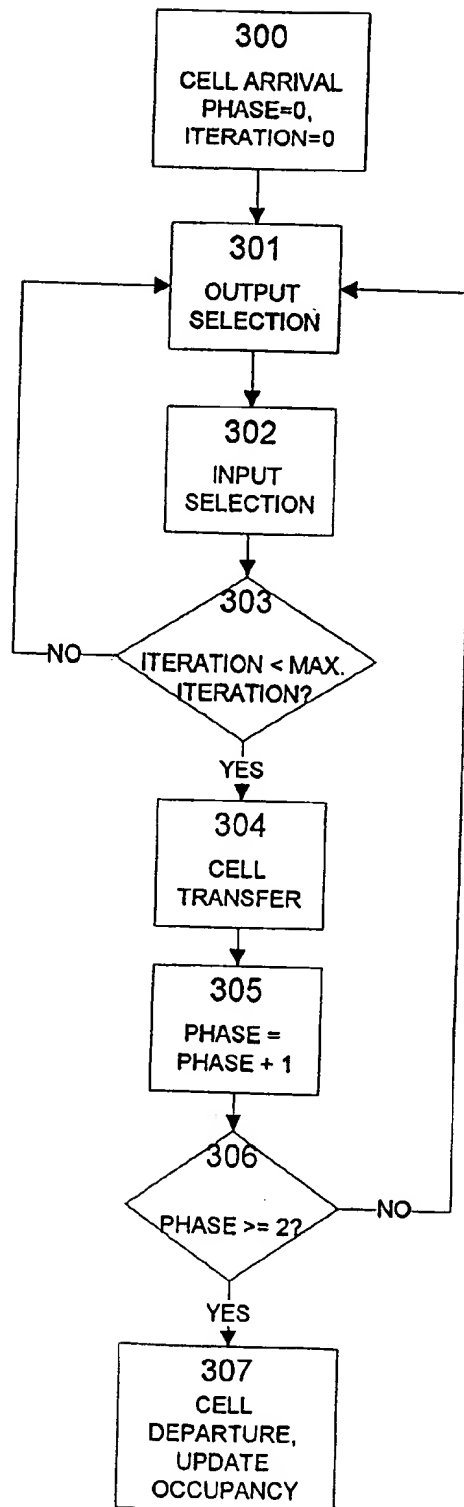 300
CELL ARRIVAL
PHASE=0,
ITERATION=0
301
OUTPUT
SELECTION
302
INPUT
SELECTION
303
ITERATION < MAX.
ITERATION?
NO
YES
304
CELL
TRANSFER
305
PHASE =
PHASE + 1
306
PHASE >= 2?
NO
YES
307
CELL
DEPARTURE,
UPDATE
OCCUPANCY